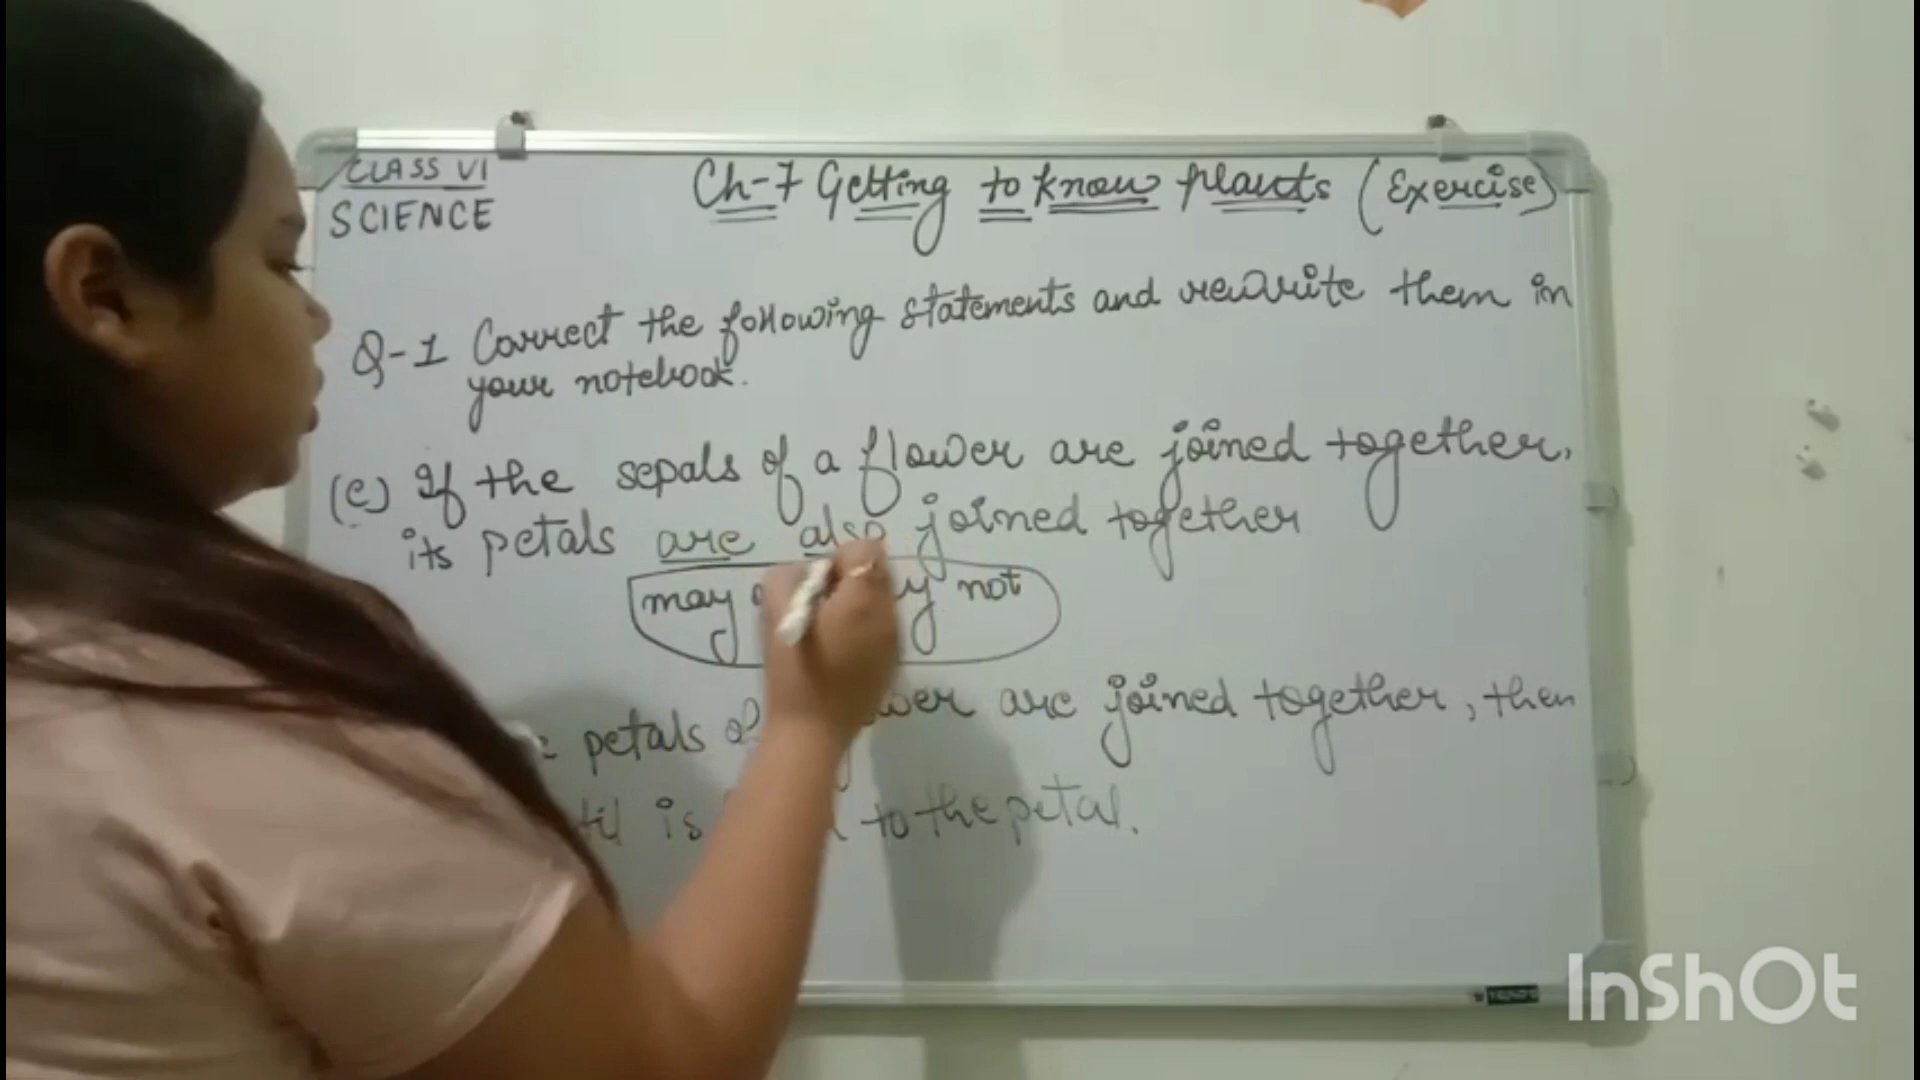 CLASS VI
SCIENCE
Ch-7 Getting to know plants (Exercise)
Q-1 Correct the following statements and rewrite them in
your notebook.
(e) If the sepals of a flower are joined together,
its petals are also joined together
may not
petals of are joined together, then
is to the petal.
InShOt